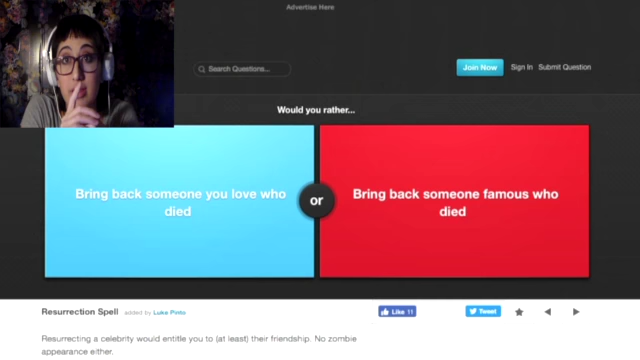 Advertise Here
Search Questions...
Join Now Sign In Submit Question
Would you rather...
Bring back someone you love who
died
or
Bring back someone famous who
died
Resurrection Spell added by Luke Pinto
Like 11
Tweet
Resurrecting a celebrity would entitle you to (at least) their friendship. No zombie
appearance either.